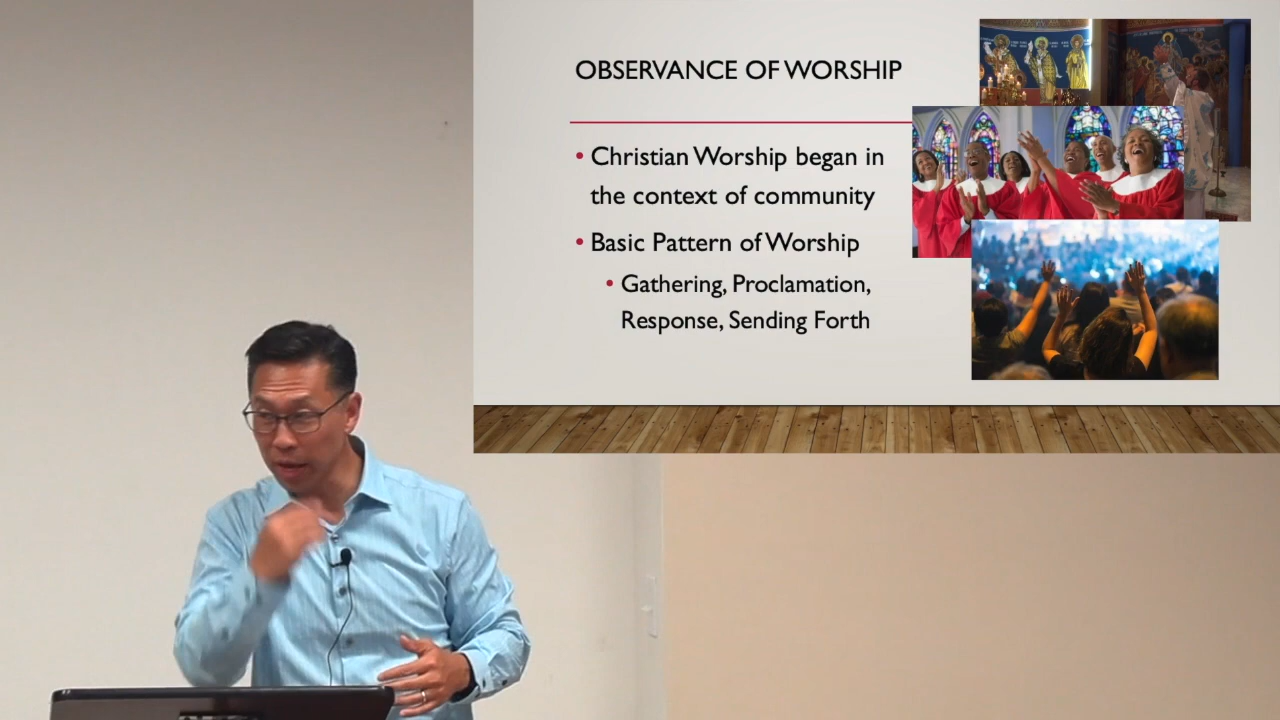 OBSERVANCE OF WORSHIP
• Christian Worship began in
the context of community
• Basic Pattern of Worship
• Gathering, Proclamation,
Response, Sending Forth